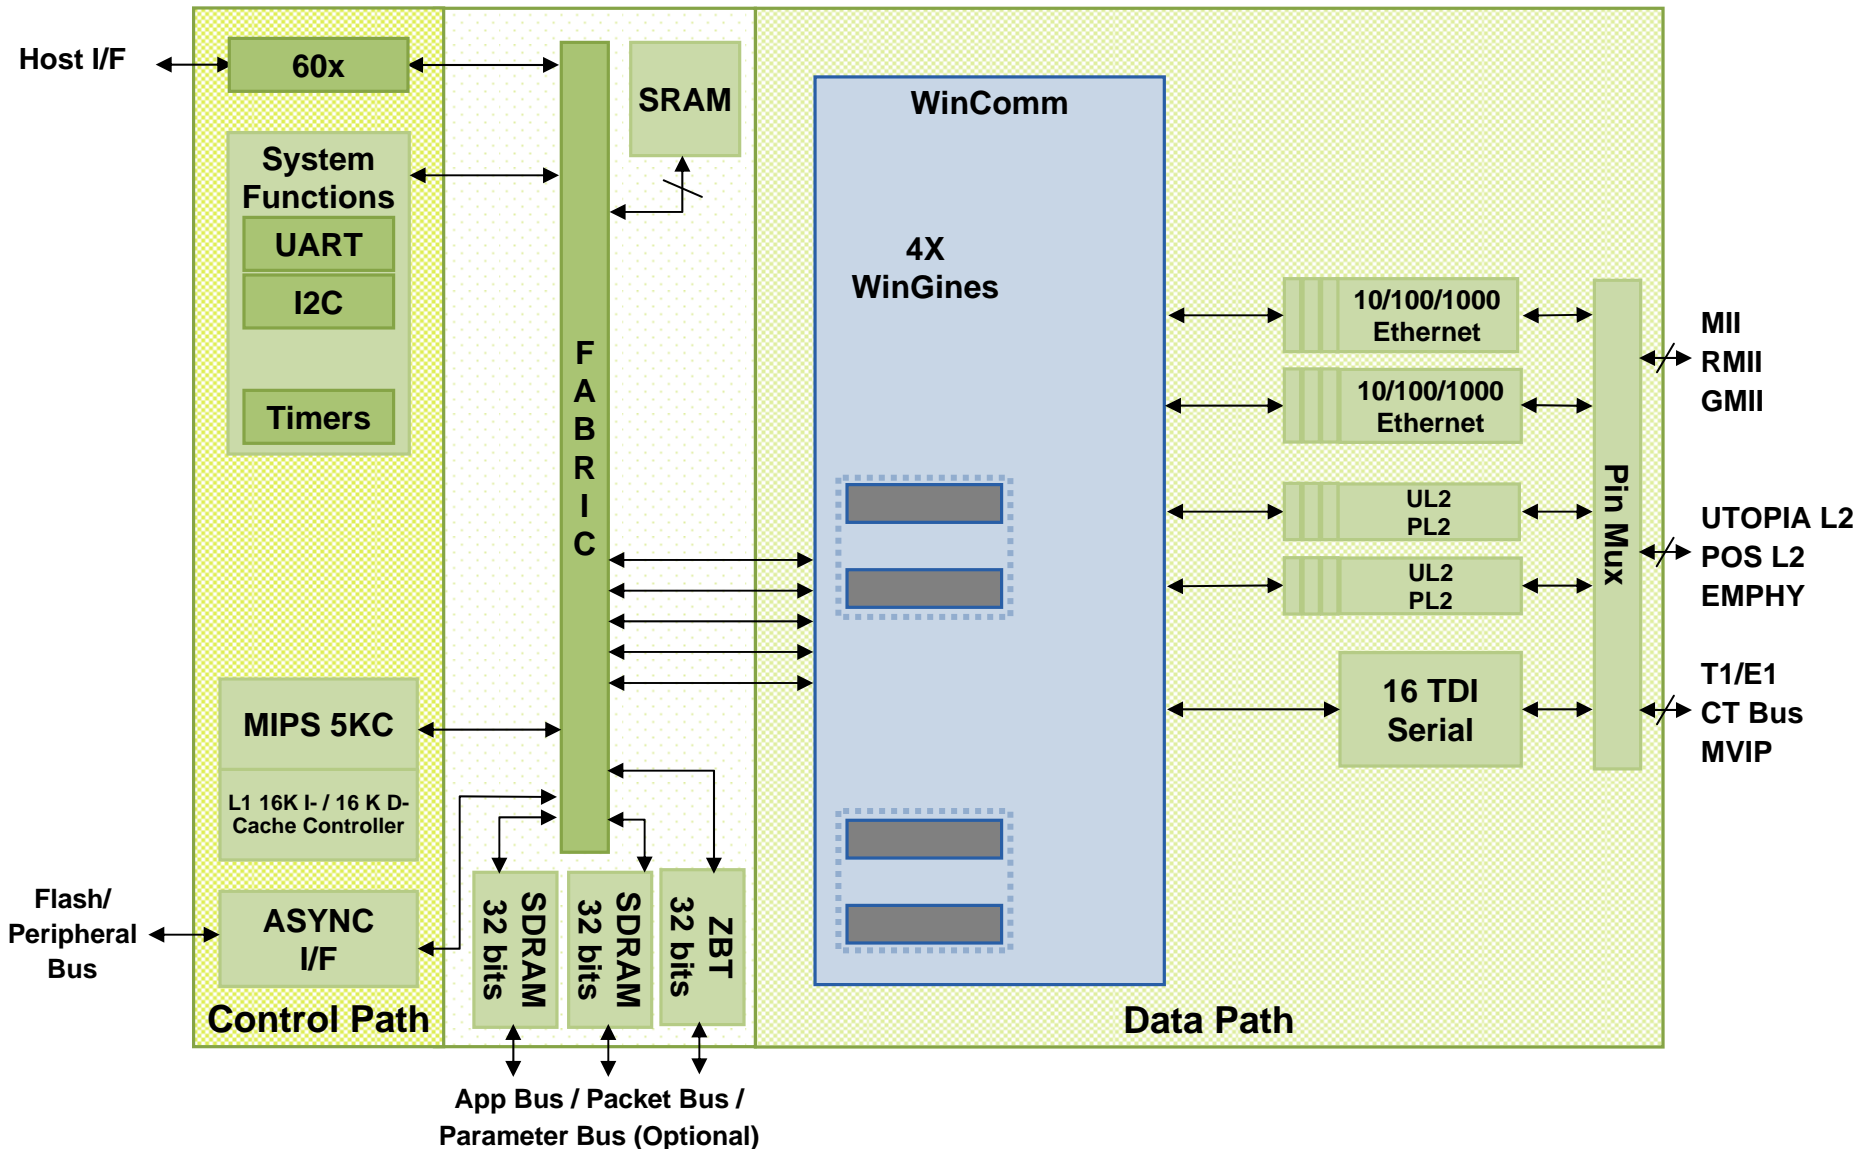 Host I/F
60x
System
Functions
UART
I2C
Timers
MIPS 5KC
L1 16K I- / 16 K D-
Cache Controller
Flash/
Peripheral
Bus
ASYNC
I/F
Control Path
FABRIC
SRAM
SDRAM
32 bits
SDRAM
32 bits
ZBT
32 bits
App Bus / Packet Bus /
Parameter Bus (Optional)
WinComm
4X
WinGines
10/100/1000
Ethernet
10/100/1000
Ethernet
UL2
PL2
UL2
PL2
16 TDI
Serial
Pin Mux
Data Path
MII
RMII
GMII
UTOPIA L2
POS L2
EMPHY
T1/E1
CT Bus
MVIP